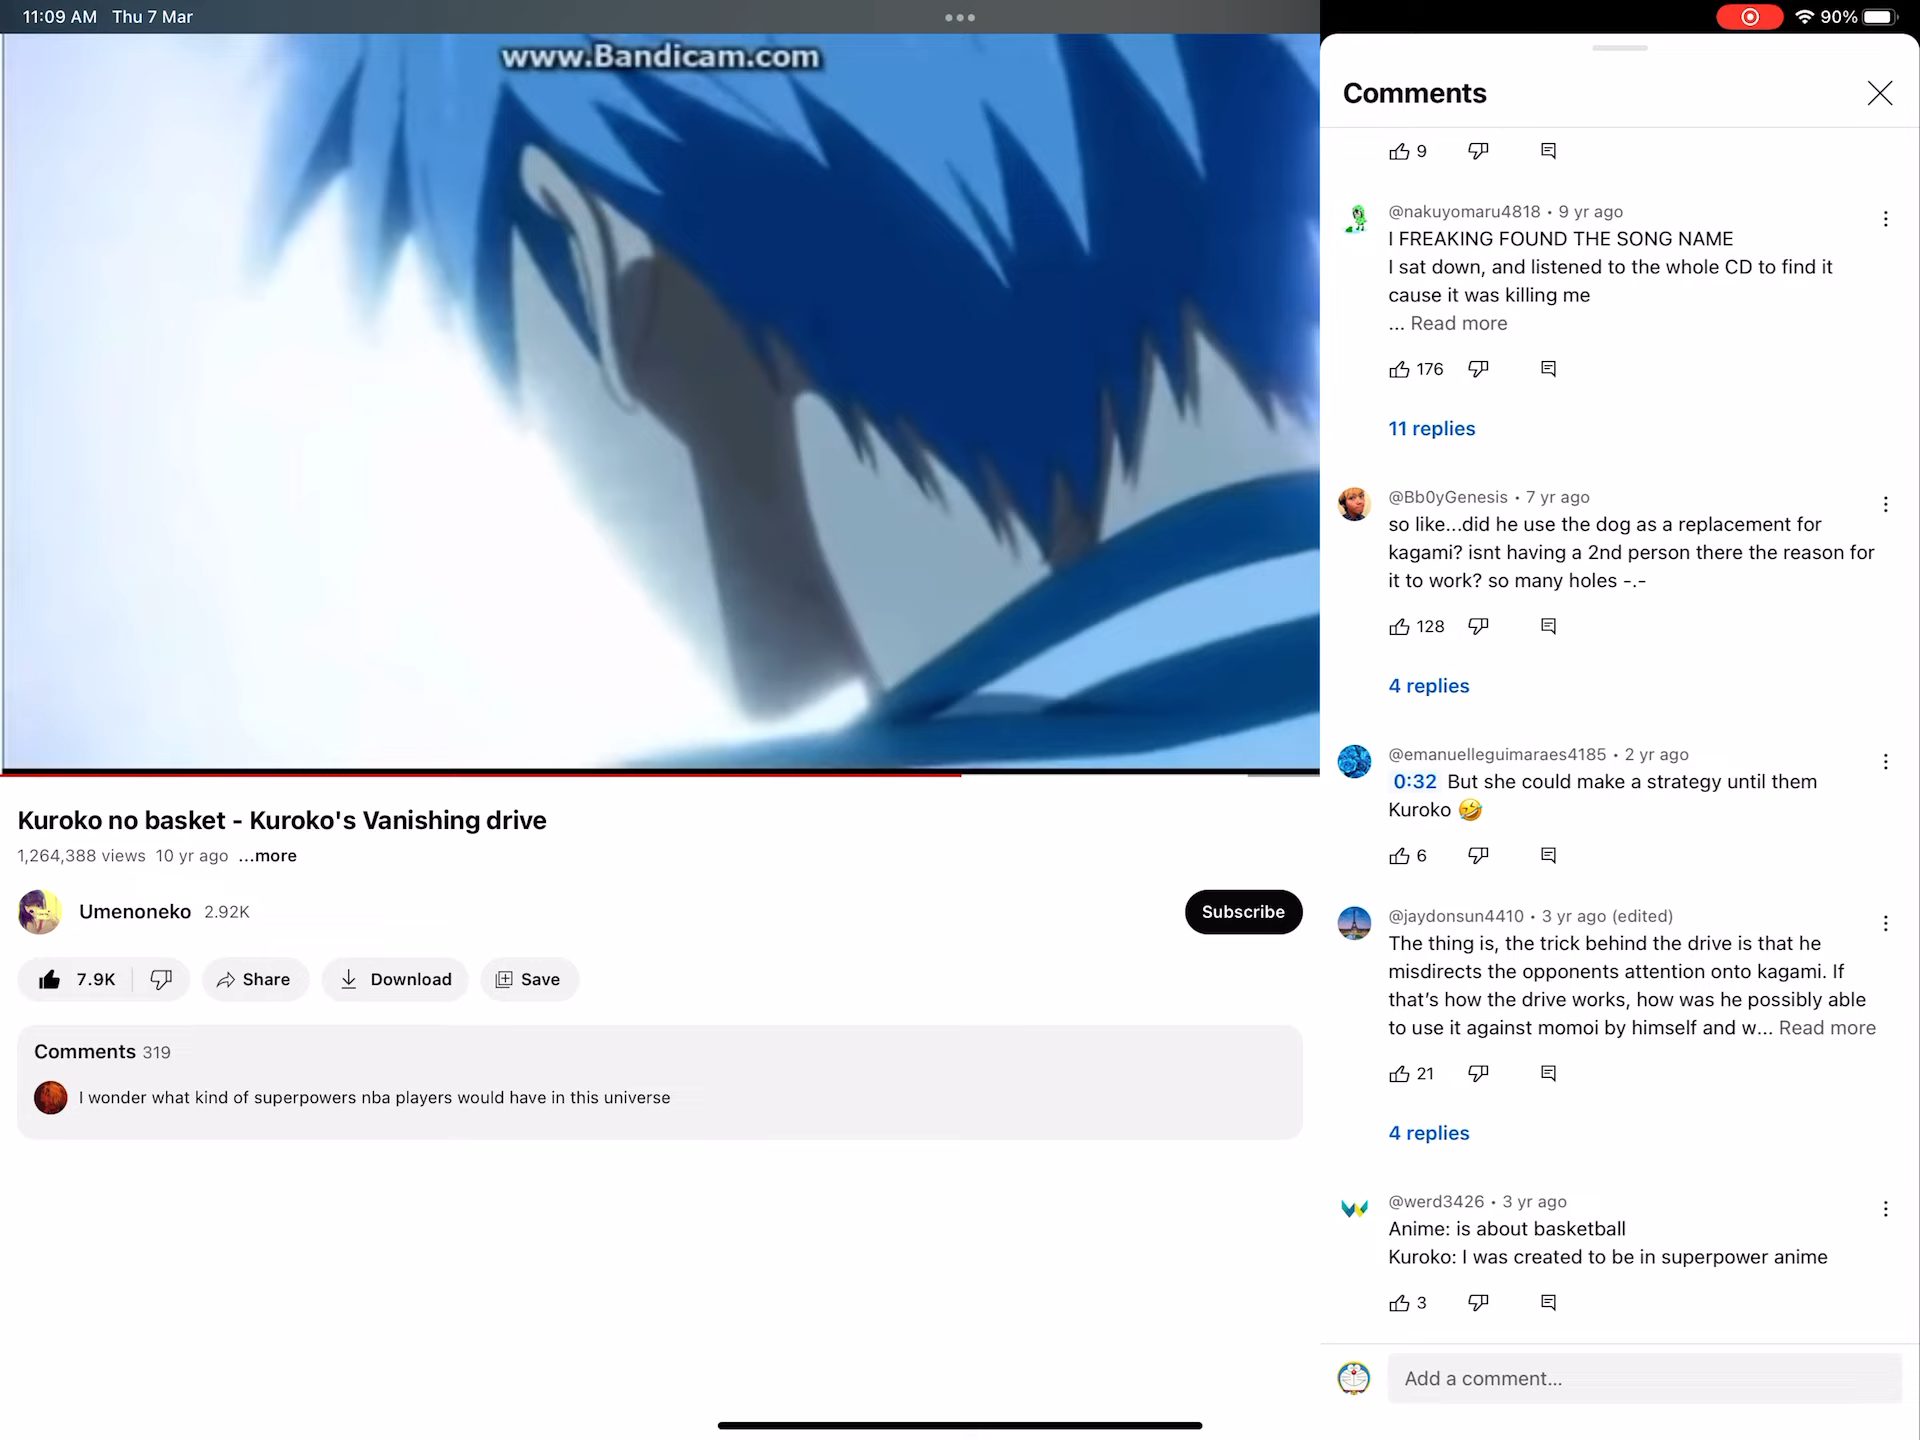 11:09 AM Thu 7 Mar
90%
www.Bandicam.com
Kuroko no basket - Kuroko's Vanishing drive
1,264,388 views 10 yr ago ...more
Umenoneko 2.92K
Subscribe
7.9K Share Download Save
Comments 319
I wonder what kind of superpowers nba players would have in this universe
Comments
9
@nakuyomaru4818 • 9 yr ago
I FREAKING FOUND THE SONG NAME
I sat down, and listened to the whole CD to find it
cause it was killing me
... Read more
176
11 replies
@Bb0yGenesis • 7 yr ago
so like...did he use the dog as a replacement for
kagami? isnt having a 2nd person there the reason for
it to work? so many holes -.-
128
4 replies
@emanuelleguimaraes4185 • 2 yr ago
0:32 But she could make a strategy until them
Kuroko 🤣
6
@jaydonsun4410 • 3 yr ago (edited)
The thing is, the trick behind the drive is that he
misdirects the opponents attention onto kagami. If
that’s how the drive works, how was he possibly able
to use it against momoi by himself and w... Read more
21
4 replies
@werd3426 • 3 yr ago
Anime: is about basketball
Kuroko: I was created to be in superpower anime
3
Add a comment...